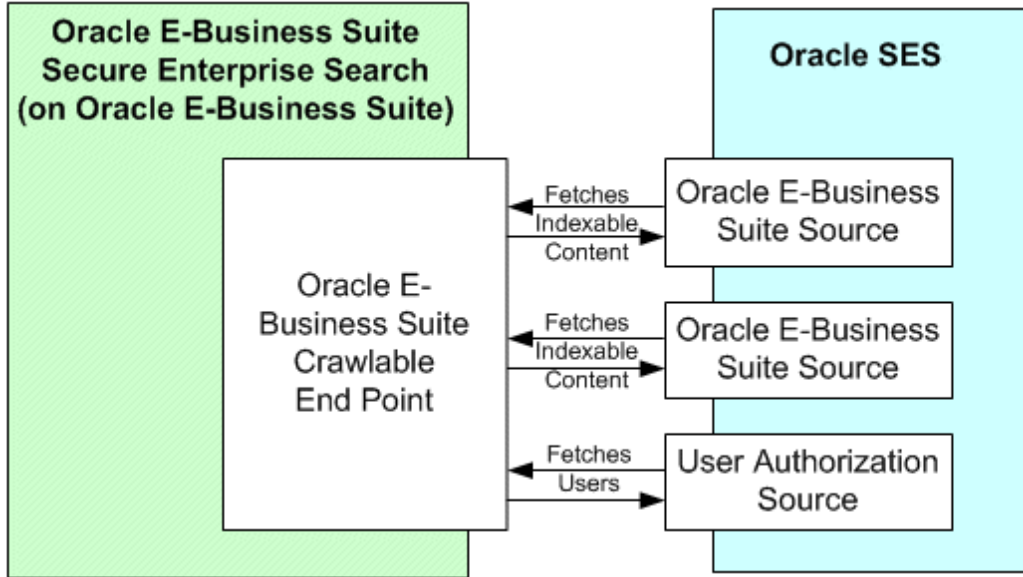 Oracle E-Business Suite
Secure Enterprise Search
(on Oracle E-Business Suite)
Oracle E-
Business Suite
Crawlable
End Point
Fetches
Indexable
Content
Fetches
Indexable
Content
Fetches
Users
Oracle SES
Oracle E-Business
Suite Source
Oracle E-Business
Suite Source
User Authorization
Source